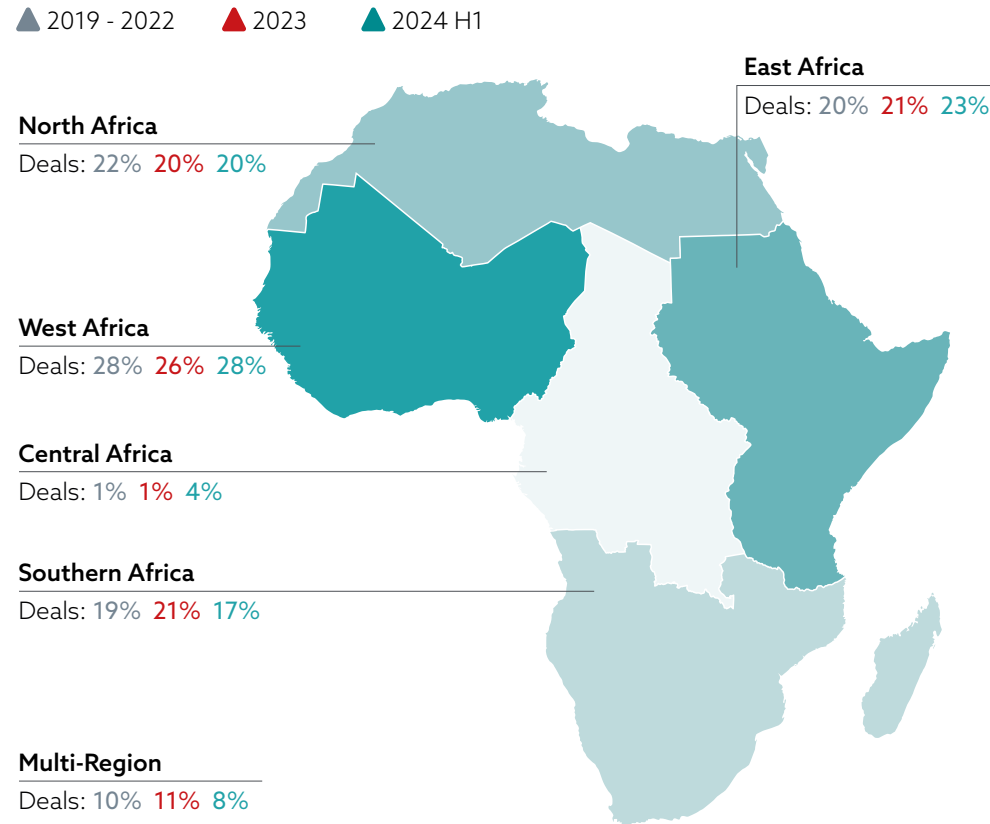 2019 - 2022 2023 2024 H1
East Africa
Deals: 20% 21% 23%
North Africa
Deals: 22% 20% 20%
West Africa
Deals: 28% 26% 28%
Central Africa
Deals: 1% 1% 4%
Southern Africa
Deals: 19% 21% 17%
Multi-Region
Deals: 10% 11% 8%